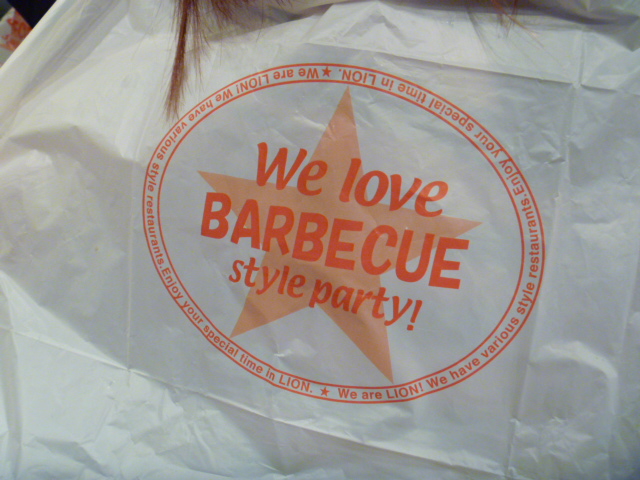 We love
BARBECUE
style party!
We are LION! We have various style restaurants.Enjoy your special time in LION.
★ We are LION! We have various style restaurants.Enjoy your special time in LION. ★